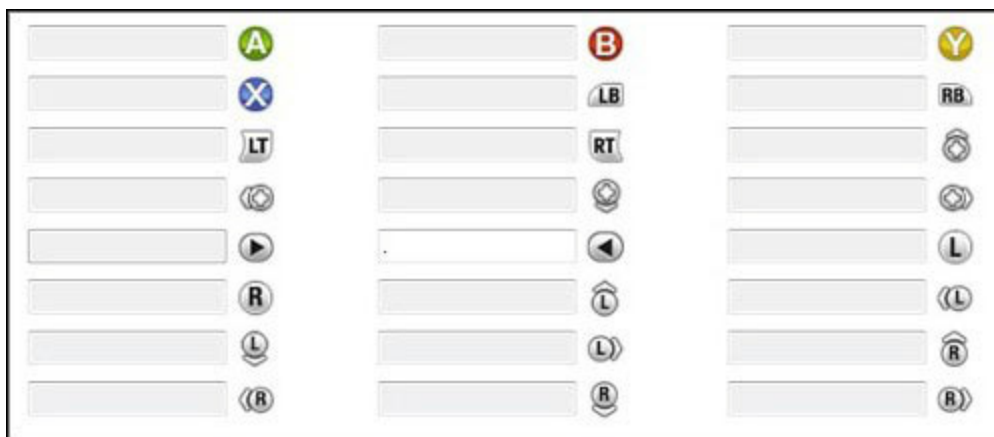 A B Y
X LB RB
LT RT
.
L
R L L
L L R
R R R